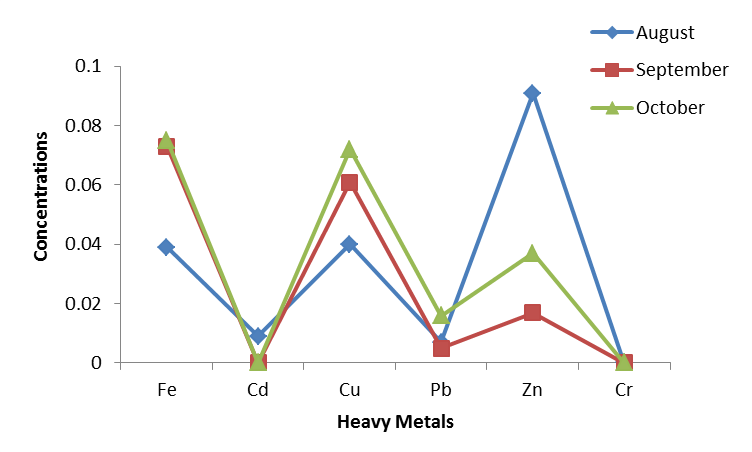 August
September
October
0.1
0.08
0.06
0.04
0.02
0
Concentrations
Fe Cd Cu Pb Zn Cr
Heavy Metals